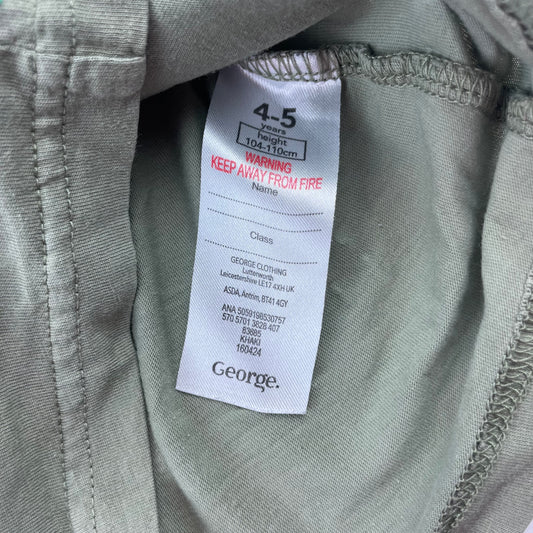 4-5
years
height
104-110cm
WARNING
KEEP AWAY FROM FIRE
Name
Class
GEORGE CLOTHING
Lutterworth
Leicestershire LE17 4XH UK
ASDA, Antrim, BT41 4GY
ANA 5059198530757
570 5701 3828 407
83685
KHAKI
160424
George.